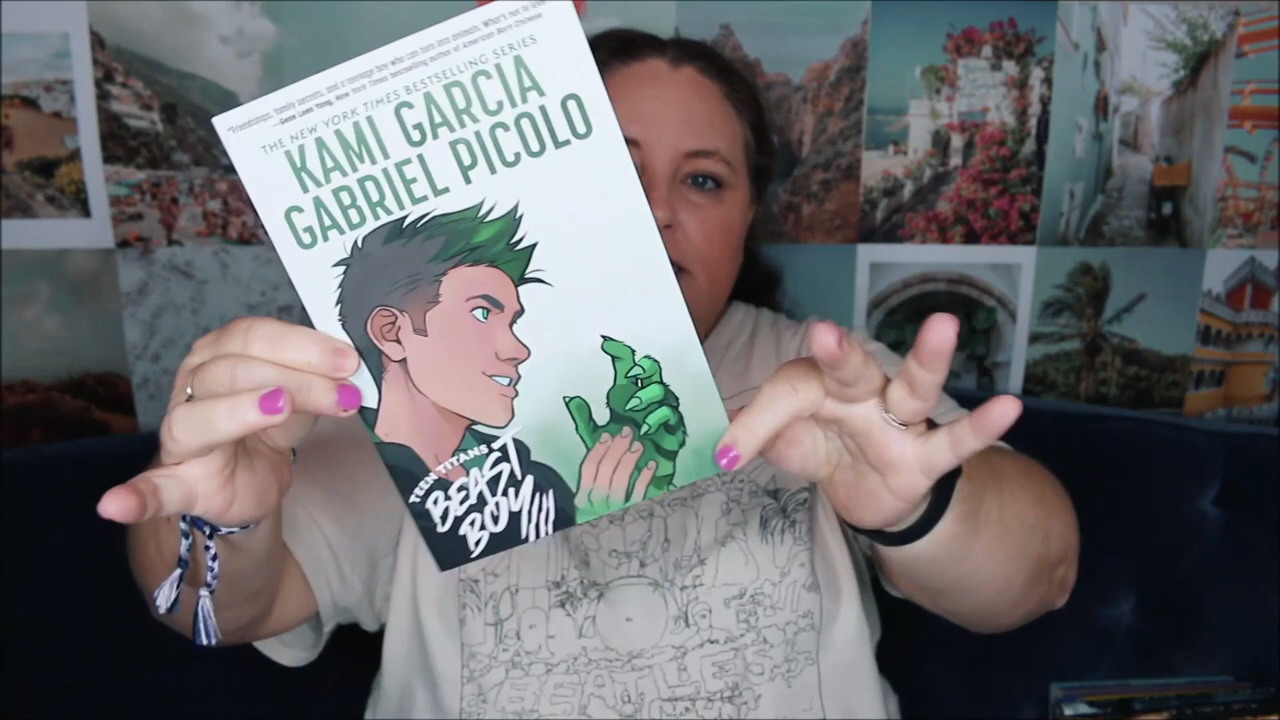 "Friendships, family secrets, and a teenage boy who can turn into animals. What's not to love
—Gene Luen Yang, New York Times bestselling author of American Born Chinese
THE NEW YORK TIMES BESTSELLING SERIES
KAMI GARCIA
GABRIEL PICOLO
TEEN TITANS
BEAST
BOY
BEATLES